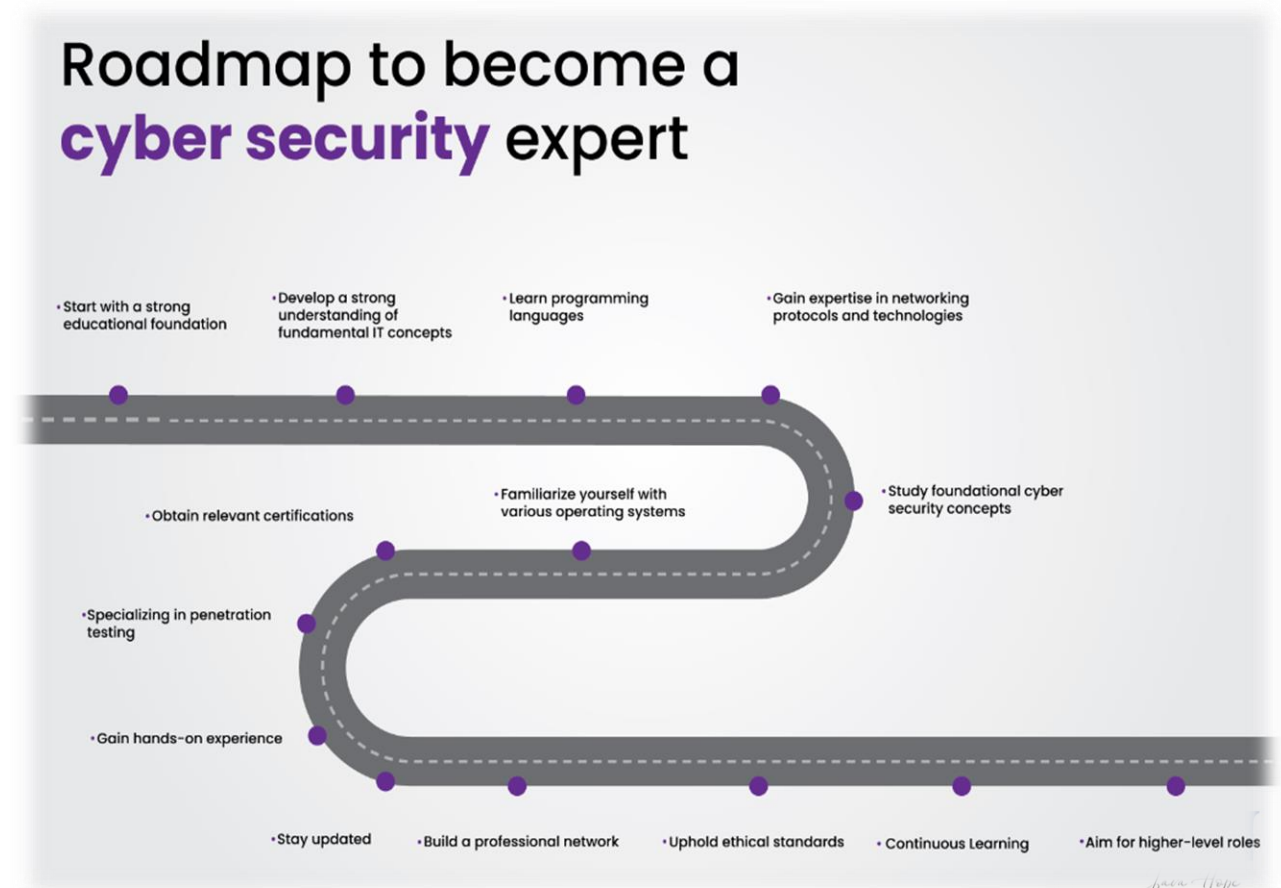 Roadmap to become a
cyber security expert
•Start with a strong
educational foundation
•Develop a strong
understanding of
fundamental IT concepts
•Learn programming
languages
•Gain expertise in networking
protocols and technologies
•Study foundational cyber
security concepts
•Familiarize yourself with
various operating systems
•Obtain relevant certifications
•Specializing in penetration
testing
•Gain hands-on experience
•Stay updated
•Build a professional network
•Uphold ethical standards
• Continuous Learning
•Aim for higher-level roles